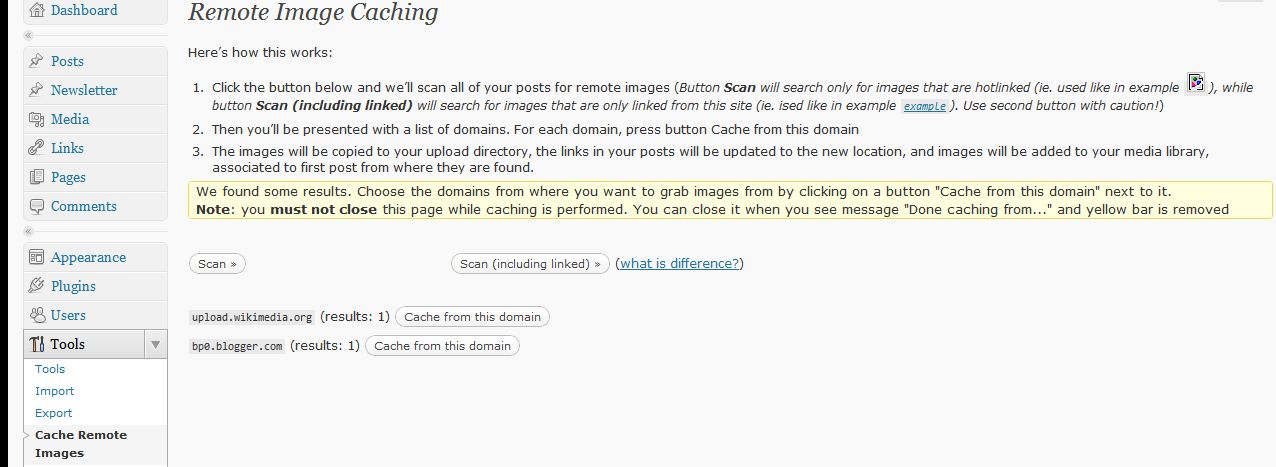 Dashboard
Posts
Newsletter
Media
Links
Pages
Comments
Appearance
Plugins
Users
Tools
Tools
Import
Export
Cache Remote
Images
Remote Image Caching
Here's how this works:
1. Click the button below and we'll scan all of your posts for remote images (Button Scan will search only for images that are hotlinked (ie. used like in example ), while
button Scan (including linked) will search for images that are only linked from this site (ie. ised like in example example ). Use second button with caution!)
2. Then you'll be presented with a list of domains. For each domain, press button Cache from this domain
3. The images will be copied to your upload directory, the links in your posts will be updated to the new location, and images will be added to your media library,
associated to first post from where they are found.
We found some results. Choose the domains from where you want to grab images from by clicking on a button "Cache from this domain" next to it.
Note: you must not close this page while caching is performed. You can close it when you see message "Done caching from..." and yellow bar is removed
Scan » Scan (including linked) » (what is difference?)
upload.wikimedia.org (results: 1) Cache from this domain
bp0.blogger.com (results: 1) Cache from this domain